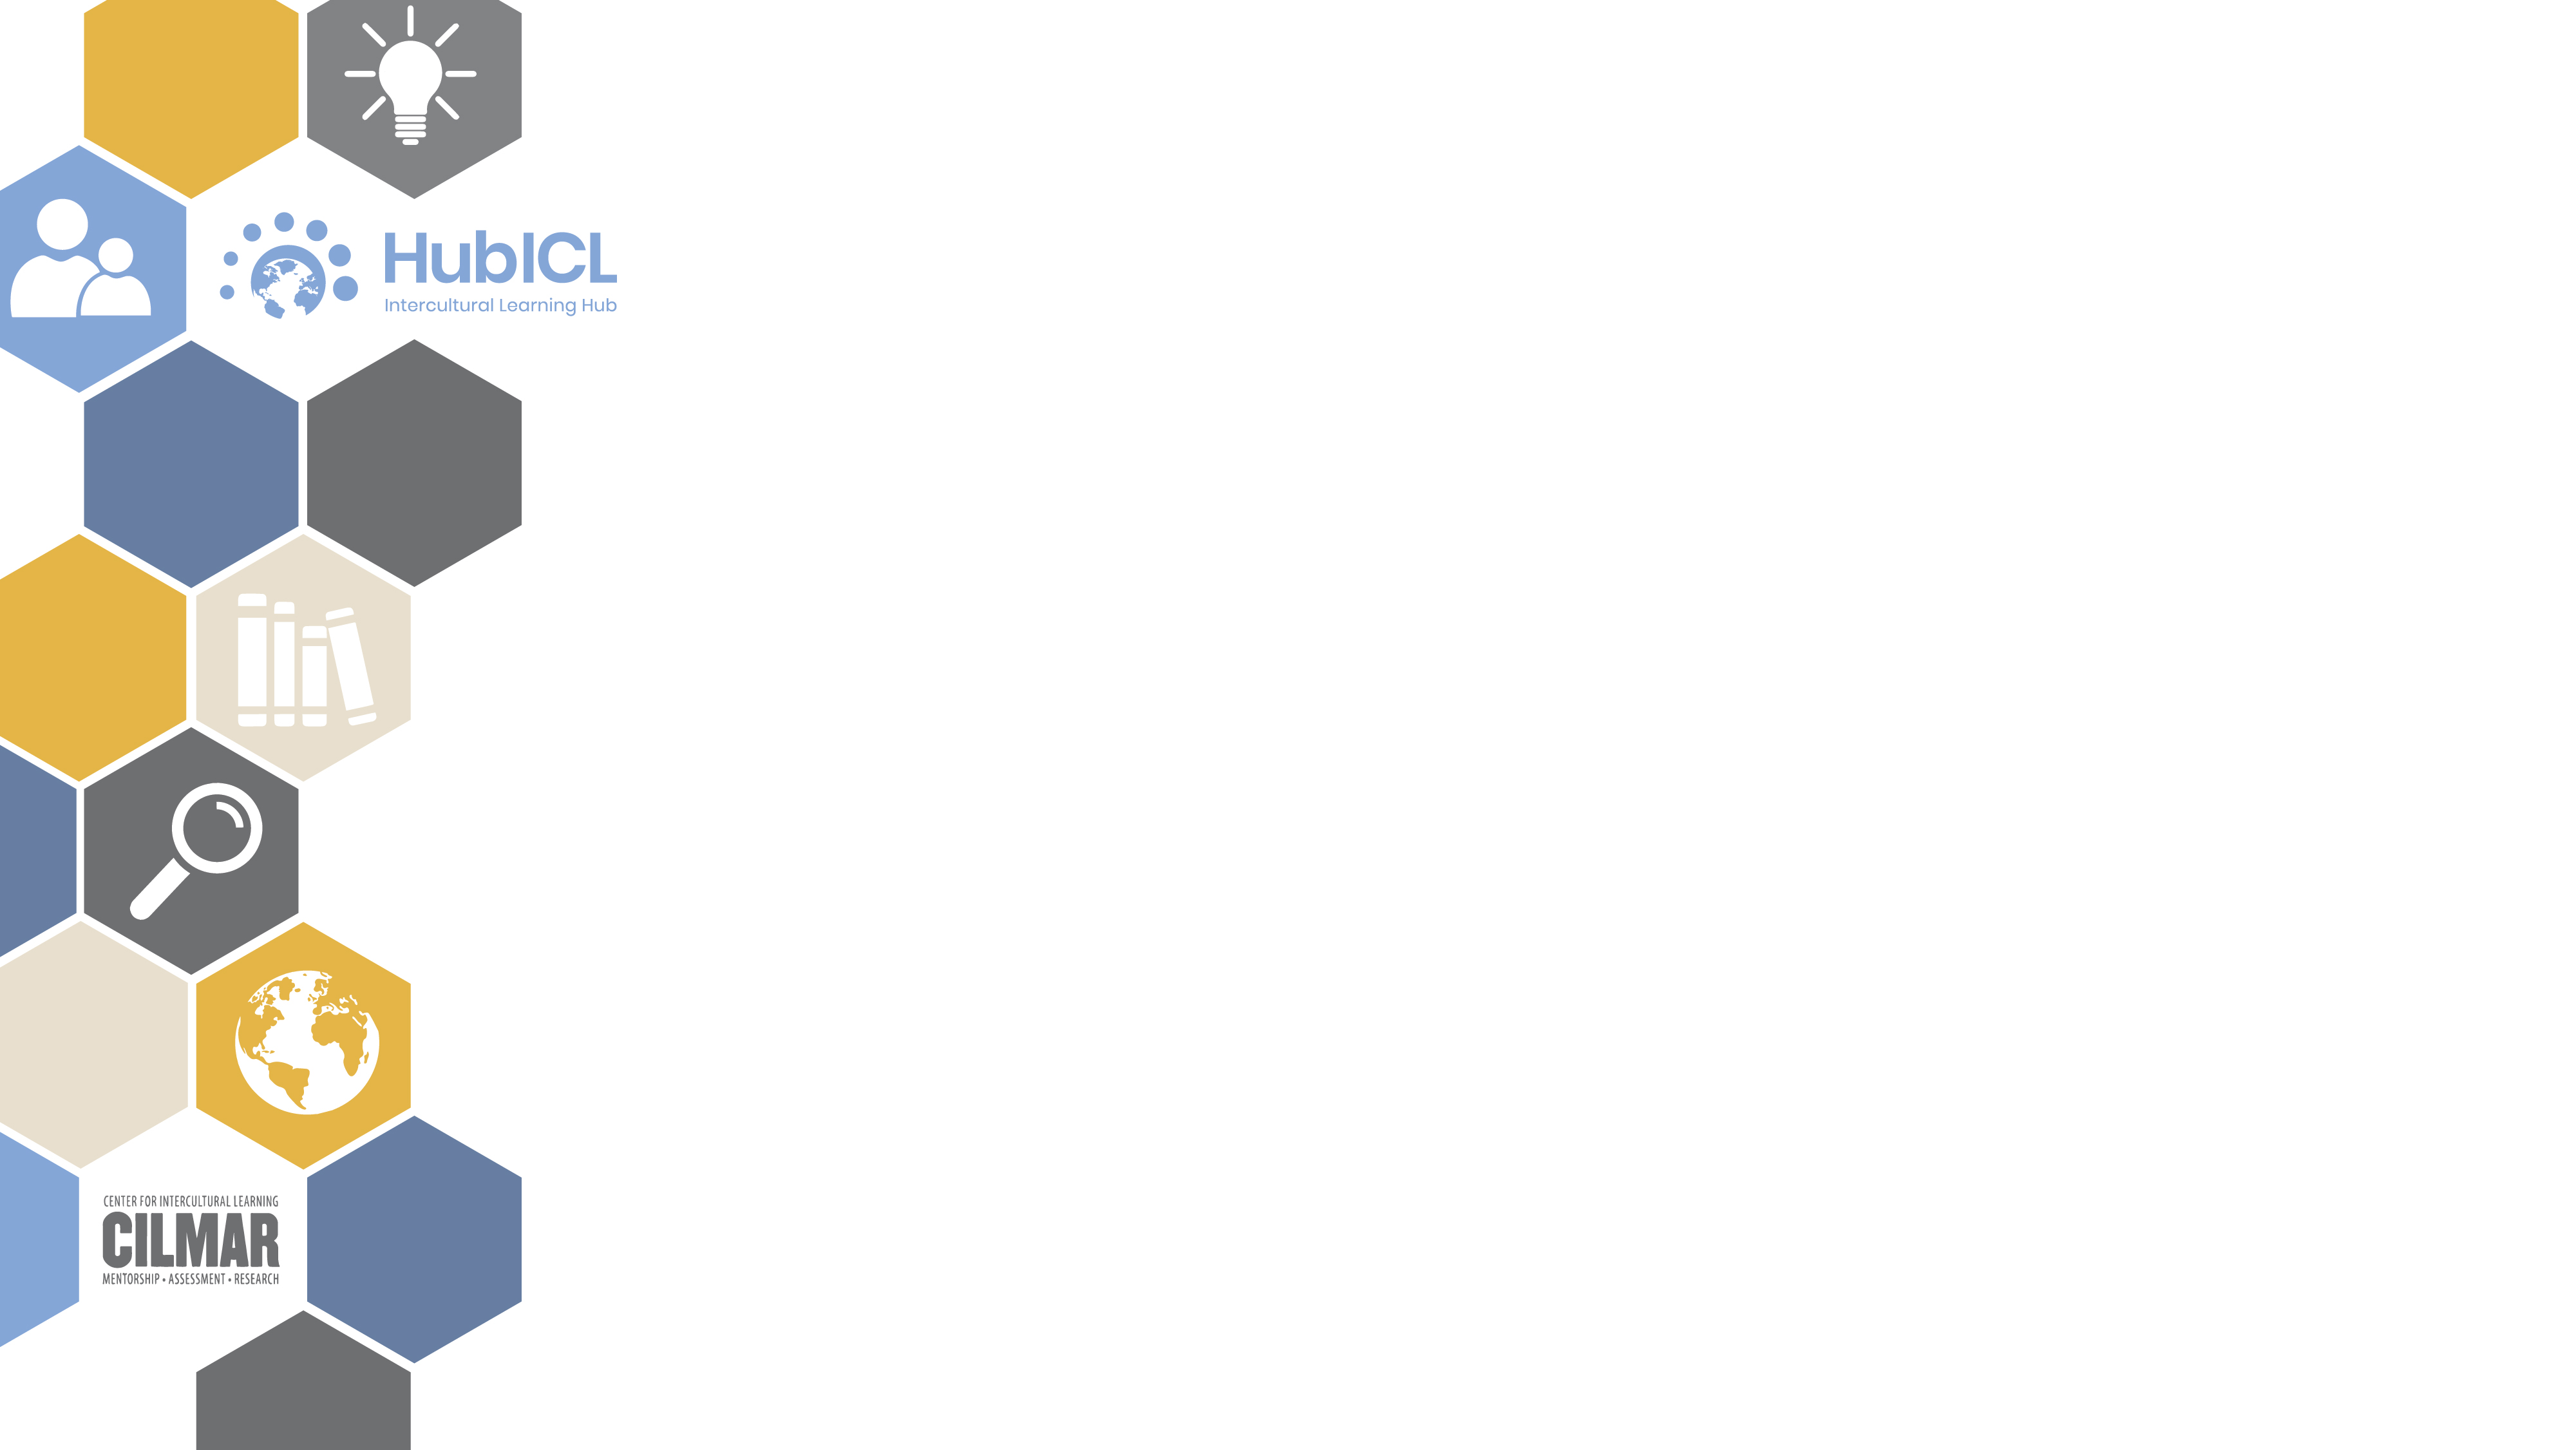 HubICL
Intercultural Learning Hub
CENTER FOR INTERCULTURAL LEARNING
CILMAR
MENTORSHIP • ASSESSMENT • RESEARCH